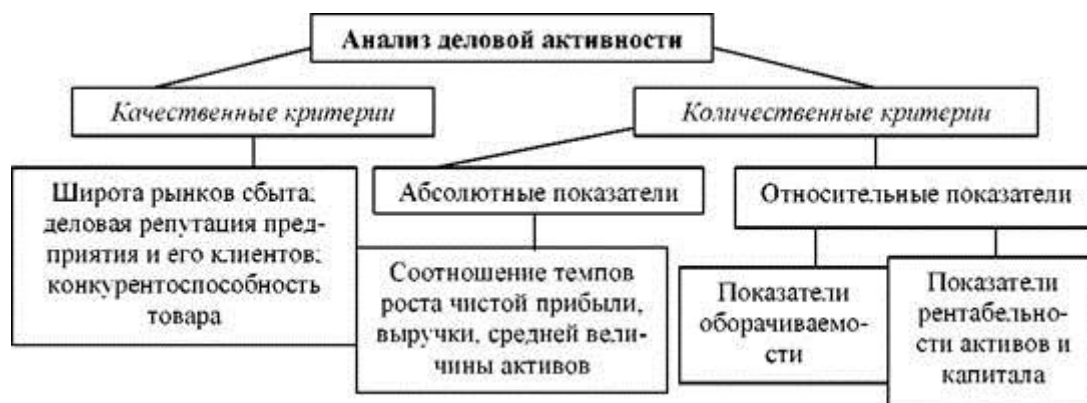 Анализ деловой активности
Качественные критерии
Количественные критерии
Широта рынков сбыта;
деловая репутация пред-
приятия и его клиентов;
конкурентоспособность
товара
Абсолютные показатели
Относительные показатели
Соотношение темпов
роста чистой прибыли,
выручки, средней вели-
чины активов
Показатели
оборачиваемо-
сти
Показатели
рентабельно-
сти активов и
капитала